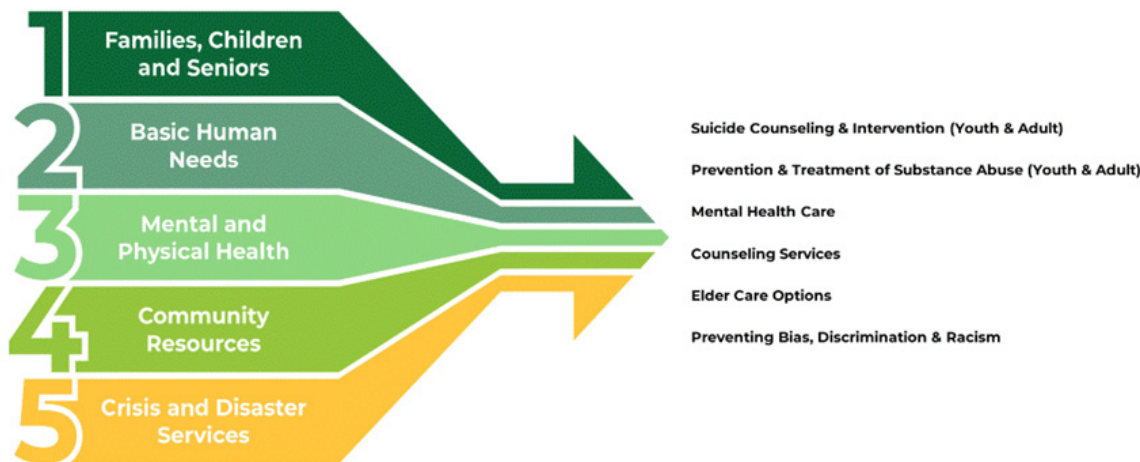 1
Families, Children
and Seniors
2
Basic Human
Needs
3
Mental and
Physical Health
4
Community
Resources
5
Crisis and Disaster
Services
Suicide Counseling & Intervention (Youth & Adult)
Prevention & Treatment of Substance Abuse (Youth & Adult)
Mental Health Care
Counseling Services
Elder Care Options
Preventing Bias, Discrimination & Racism